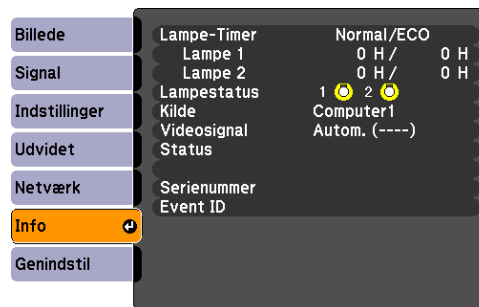 Billede
Signal
Indstillinger
Udvidet
Netværk
Info
Genindstil
Lampe-Timer Normal/ECO
Lampe 1 0 H/ 0 H
Lampe 2 0 H/ 0 H
Lampestatus 1 2
Kilde Computer1
Videosignal Autom. (----)
Status
Serienummer
Event ID